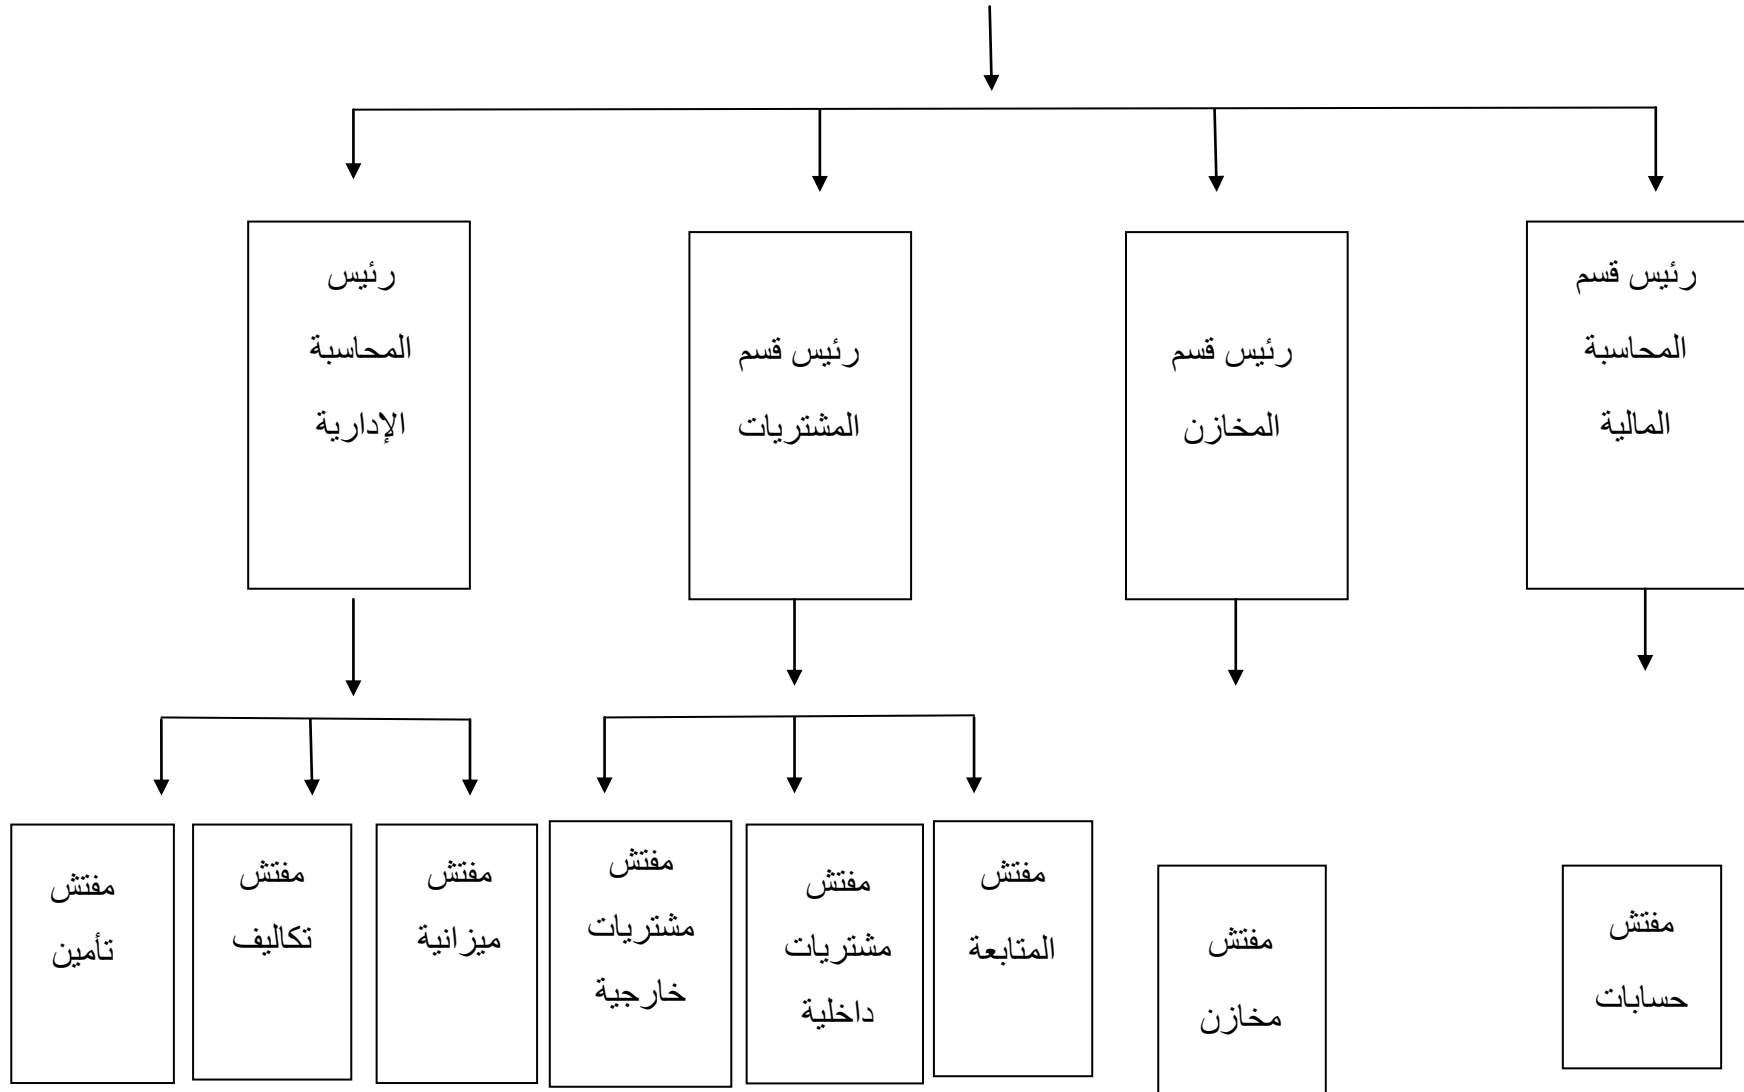 رئيس قسم
المحاسبة
المالية
رئيس قسم
المخازن
رئيس قسم
المشتريات
رئيس
المحاسبة
الإدارية
مفتش
حسابات
مفتش
مخازن
مفتش
المتابعة
مفتش
مشتريات
داخلية
مفتش
مشتريات
خارجية
مفتش
ميزانية
مفتش
تكاليف
مفتش
تأمين